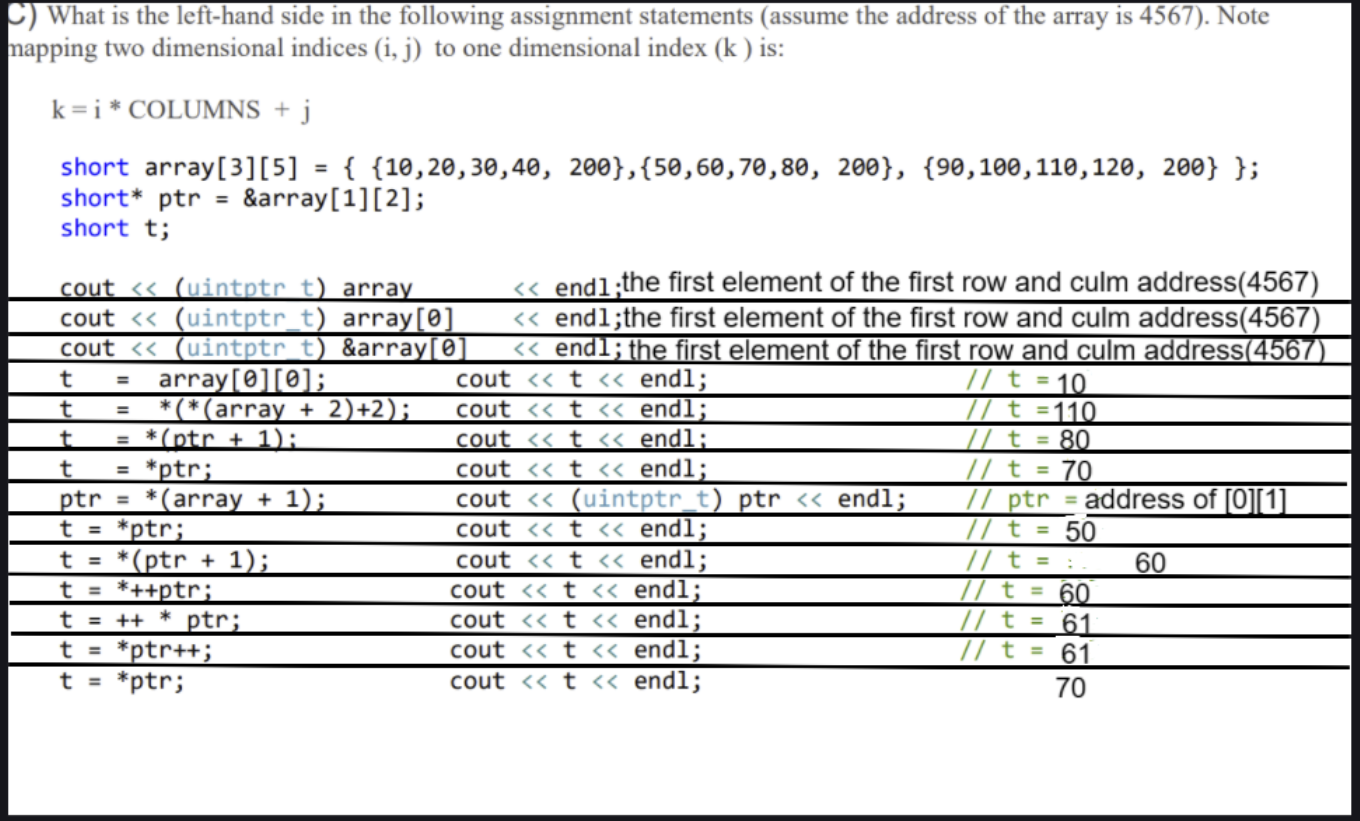 C) What is the left-hand side in the following assignment statements (assume the address of the array is 4567). Note
mapping two dimensional indices (i, j) to one dimensional index (k ) is:
k = i * COLUMNS + j
short array[3][5] = { {10,20,30,40, 200},{50,60,70,80, 200}, {90,100,110,120, 200} };
short* ptr = &array[1][2];
short t;
cout << (uintptr_t) array << endl;the first element of the first row and culm address(4567)
cout << (uintptr_t) array[0] << endl;the first element of the first row and culm address(4567)
cout << (uintptr_t) &array[0] << endl; the first element of the first row and culm address(4567)
t = array[0][0]; cout << t << endl; // t = 10
t = *(*(array + 2)+2); cout << t << endl; // t =110
t = *(ptr + 1); cout << t << endl; // t = 80
t = *ptr; cout << t << endl; // t = 70
ptr = *(array + 1); cout << (uintptr_t) ptr << endl; // ptr = address of [0][1]
t = *ptr; cout << t << endl; // t = 50
t = *(ptr + 1); cout << t << endl; // t = 60
t = *++ptr; cout << t << endl; // t = 60
t = ++ * ptr; cout << t << endl; // t = 61
t = *ptr++; cout << t << endl; // t = 61
t = *ptr; cout << t << endl; 70